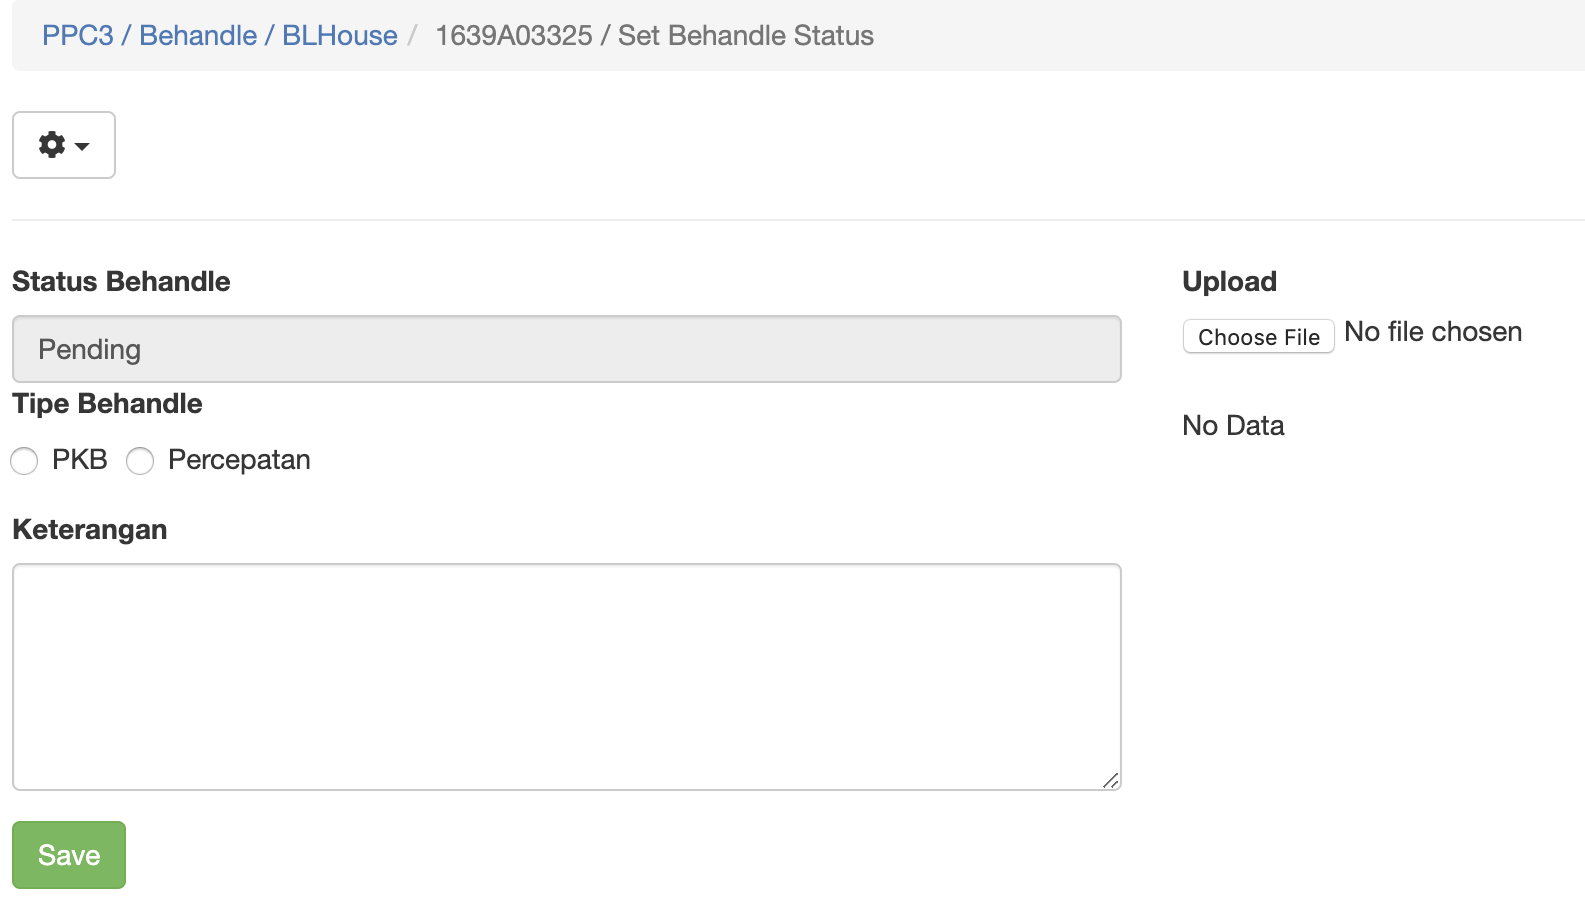 PPC3 / Behandle / BLHouse / 1639A03325 / Set Behandle Status
Status Behandle
Pending
Tipe Behandle
PKB Percepatan
Keterangan
Save
Upload
Choose File No file chosen
No Data